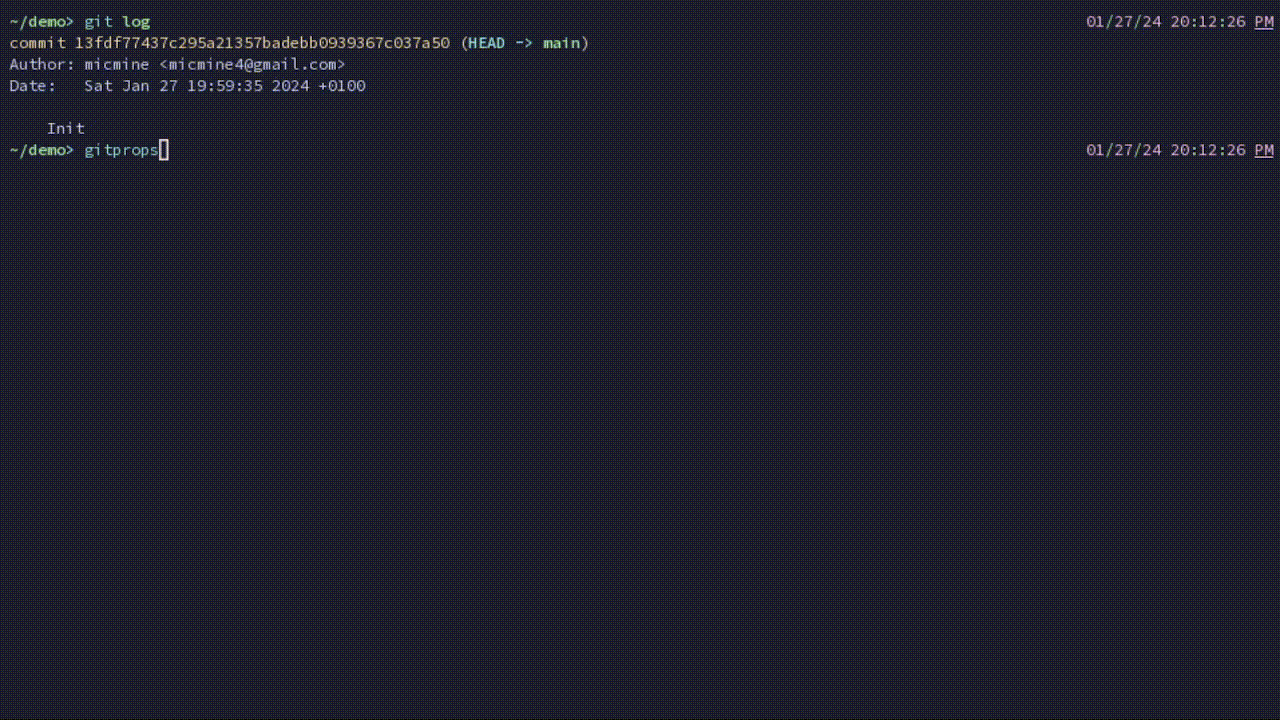 ~/demo> git log 01/27/24 20:12:26 PM
commit 13fdf77437c295a21357badebb0939367c037a50 (HEAD -> main)
Author: micmine <micmine4@gmail.com>
Date:   Sat Jan 27 19:59:35 2024 +0100
Init
~/demo> gitprops 01/27/24 20:12:26 PM